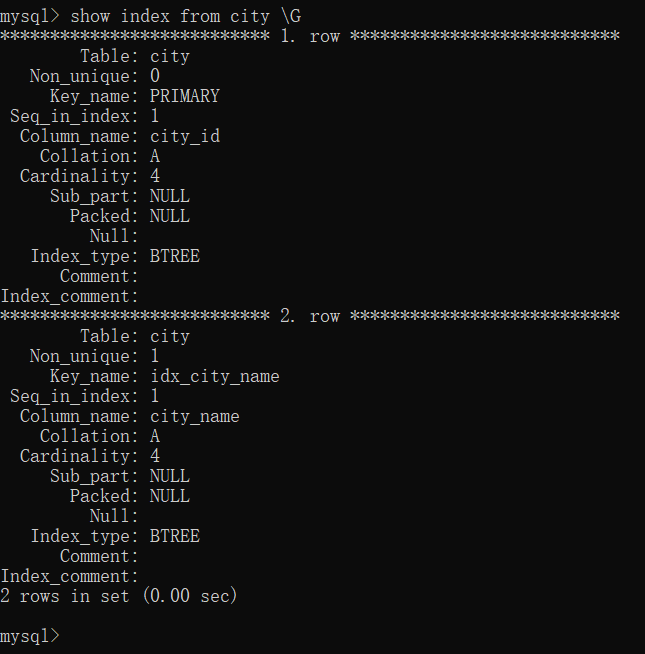 mysql> show index from city \G
*************************** 1. row ***************************
        Table: city
   Non_unique: 0
     Key_name: PRIMARY
 Seq_in_index: 1
  Column_name: city_id
    Collation: A
  Cardinality: 4
     Sub_part: NULL
       Packed: NULL
         Null:
   Index_type: BTREE
      Comment:
Index_comment:
*************************** 2. row ***************************
        Table: city
   Non_unique: 1
     Key_name: idx_city_name
 Seq_in_index: 1
  Column_name: city_name
    Collation: A
  Cardinality: 4
     Sub_part: NULL
       Packed: NULL
         Null:
   Index_type: BTREE
      Comment:
Index_comment:
2 rows in set (0.00 sec)

mysql>